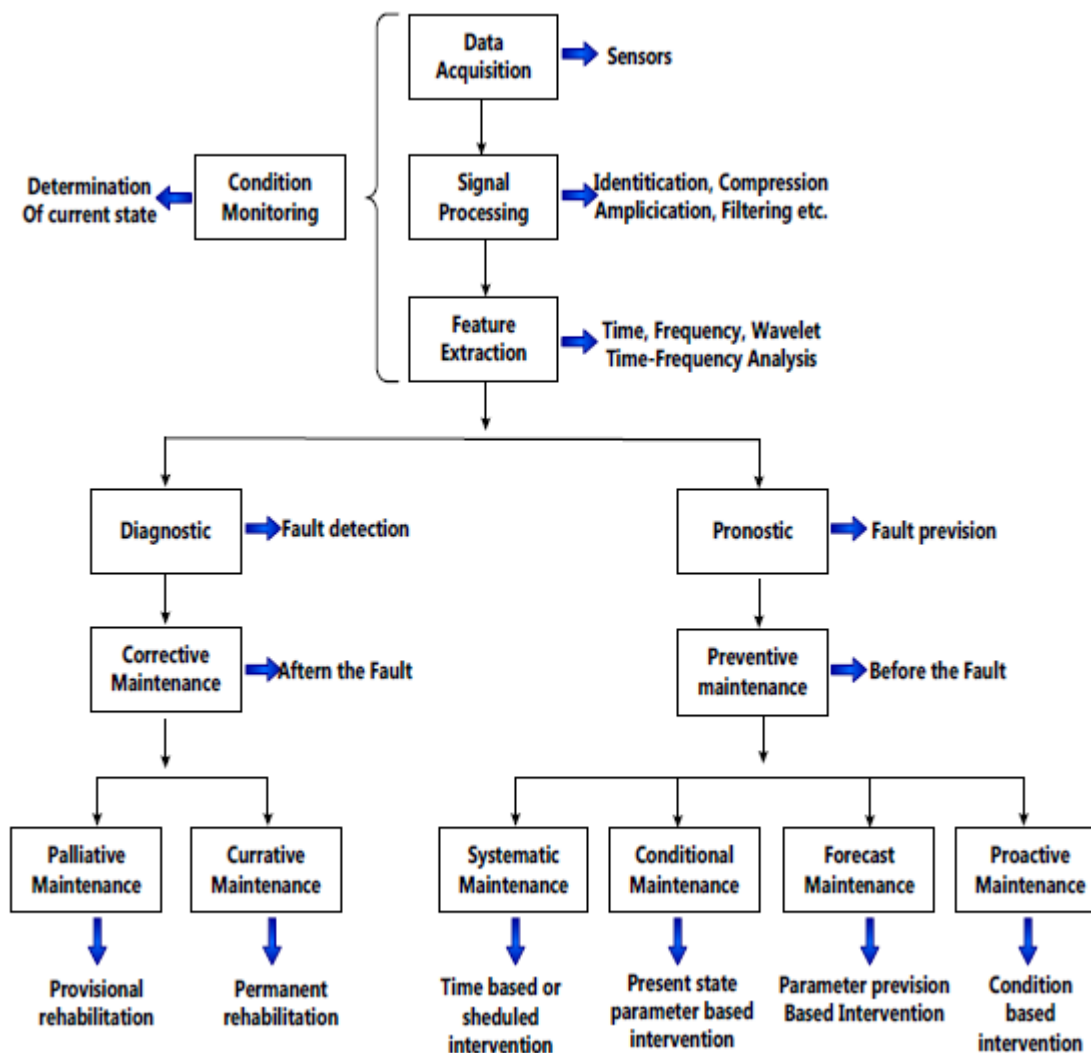 Data
Acquisition
Sensors
Determination
Of current state
Condition
Monitoring
Signal
Processing
Identitication, Compression
Amplicication, Filtering etc.
Feature
Extraction
Time, Frequency, Wavelet
Time-Frequency Analysis
Diagnostic
Fault detection
Pronostic
Fault prevision
Corrective
Maintenance
Aftern the Fault
Preventive
maintenance
Before the Fault
Palliative
Maintenance
Currative
Maintenance
Systematic
Maintenance
Conditional
Maintenance
Forecast
Maintenance
Proactive
Maintenance
Provisional
rehabilitation
Permanent
rehabilitation
Time based or
sheduled
intervention
Present state
parameter based
intervention
Parameter prevision
Based Intervention
Condition
based
intervention